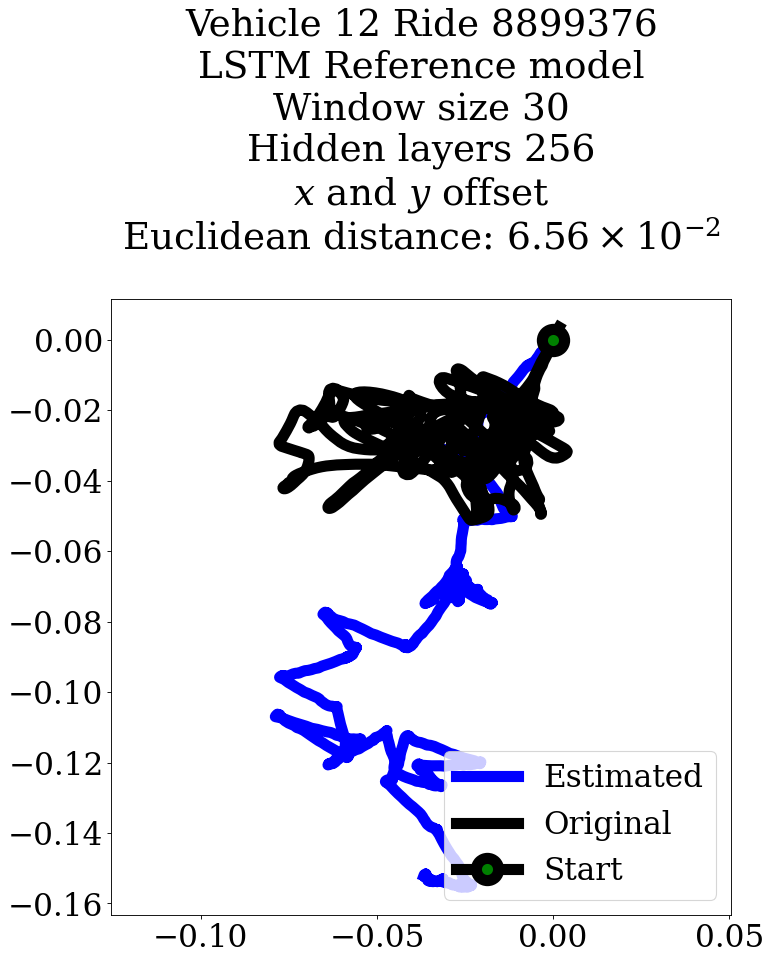 Vehicle 12 Ride 8899376
LSTM Reference model
Window size 30
Hidden layers 256
x and y offset
Euclidean distance: 6.56 × 10⁻²
0.00
−0.02
−0.04
−0.06
−0.08
−0.10
−0.12
−0.14
−0.16
Estimated
Original
Start
−0.10
−0.05
0.00
0.05